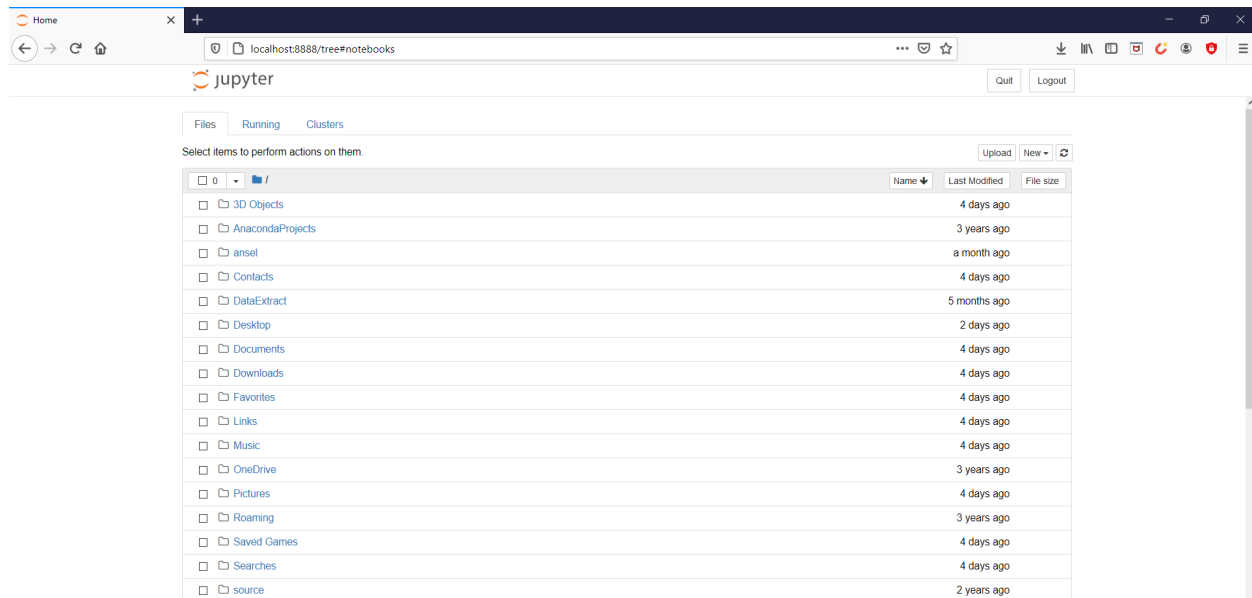 Home
localhost:8888/tree#notebooks
jupyter
Quit Logout
Files Running Clusters
Select items to perform actions on them.
Upload New
0 / Name Last Modified File size
3D Objects 4 days ago
AnacondaProjects 3 years ago
ansel a month ago
Contacts 4 days ago
DataExtract 5 months ago
Desktop 2 days ago
Documents 4 days ago
Downloads 4 days ago
Favorites 4 days ago
Links 4 days ago
Music 4 days ago
OneDrive 3 years ago
Pictures 4 days ago
Roaming 3 years ago
Saved Games 4 days ago
Searches 4 days ago
source 2 years ago